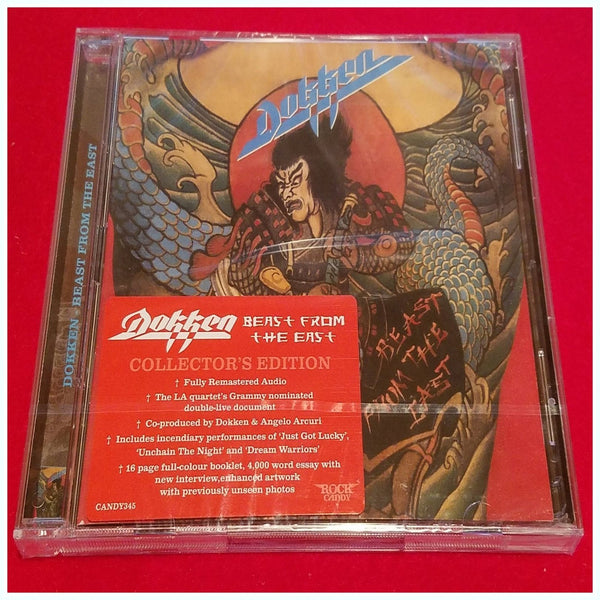 Dokken
DOKKEN BEAST FROM THE EAST
BEAST
FROM THE
EAST
Dokken BEAST FROM
THE EAST
COLLECTOR'S EDITION
† Fully Remastered Audio
† The LA quartet's Grammy nominated
double-live document
† Co-produced by Dokken & Angelo Arcuri
† Includes incendiary performances of 'Just Got Lucky',
'Unchain The Night' and 'Dream Warriors'
† 16 page full-colour booklet, 4,000 word essay with
new interview,enhanced artwork
with previously unseen photos
CANDY345
ROCK
CANDY